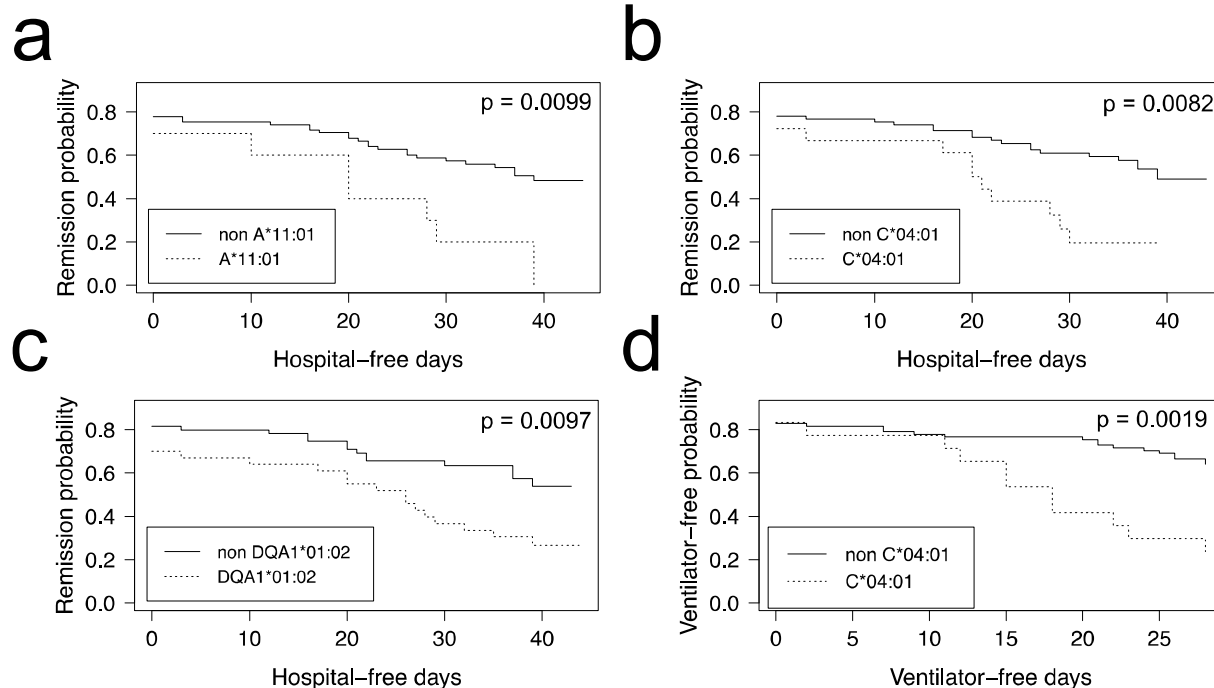 a
p = 0.0099
Remission probability
0.8
0.6
0.4
0.2
0.0
non A*11:01
A*11:01
0 10 20 30 40
Hospital−free days
b
p = 0.0082
Remission probability
0.8
0.6
0.4
0.2
0.0
non C*04:01
C*04:01
0 10 20 30 40
Hospital−free days
c
p = 0.0097
Remission probability
0.8
0.6
0.4
0.2
0.0
non DQA1*01:02
DQA1*01:02
0 10 20 30 40
Hospital−free days
d
p = 0.0019
Ventilator−free probability
0.8
0.6
0.4
0.2
0.0
non C*04:01
C*04:01
0 5 10 15 20 25
Ventilator−free days